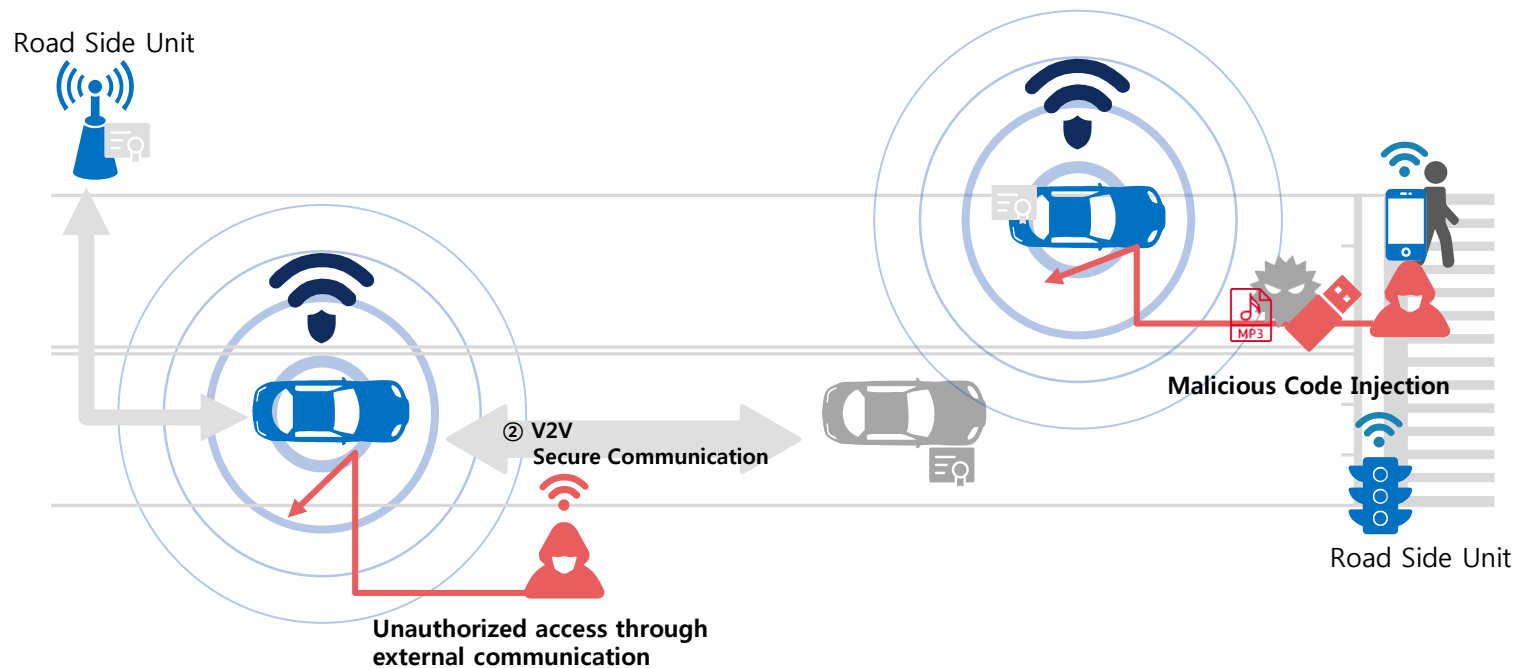 Road Side Unit
② V2V
Secure Communication
MP3
Malicious Code Injection
Road Side Unit
Unauthorized access through
external communication